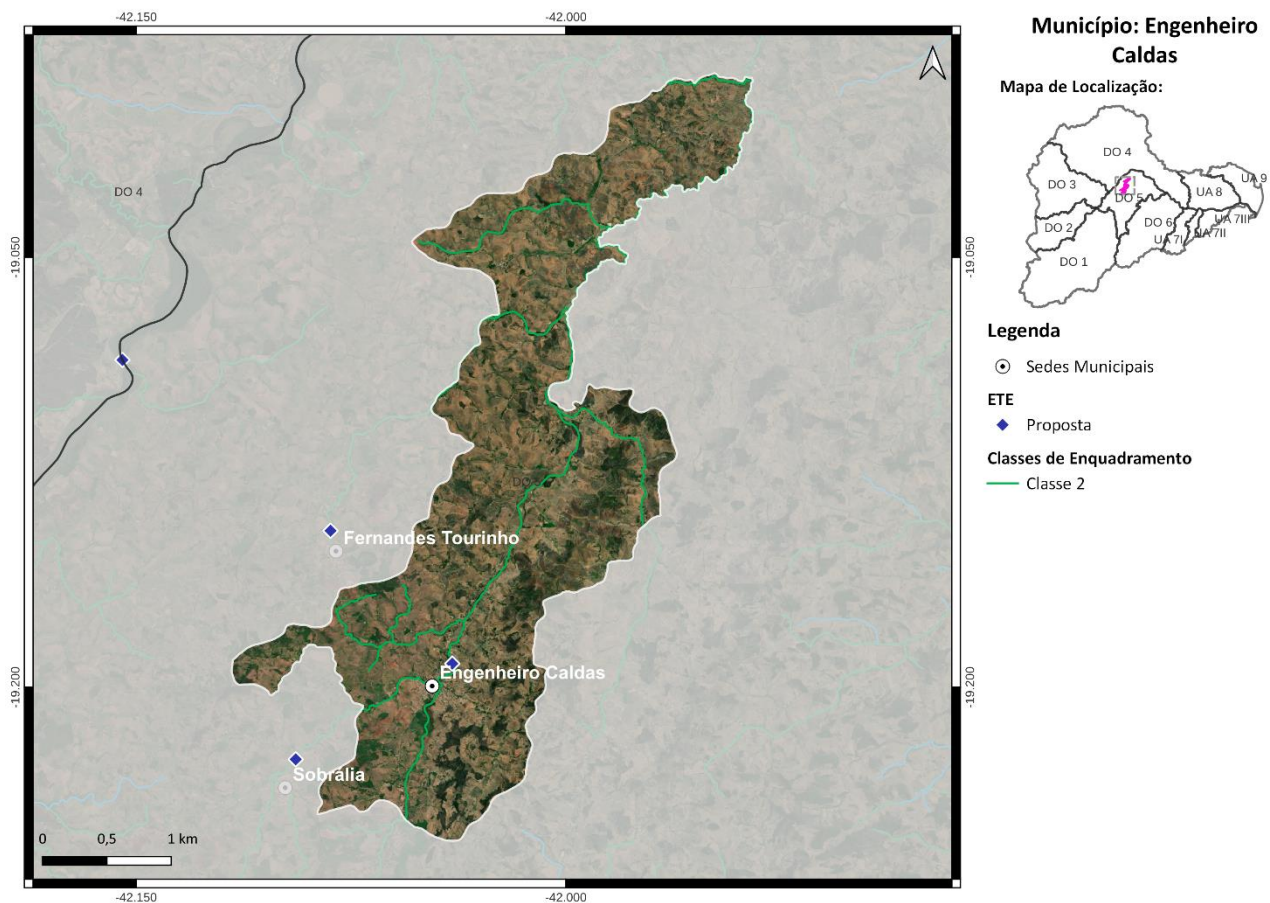 -42.150
-42.000
Município: Engenheiro
Caldas
Mapa de Localização:
DO 4
DO 3
UA 9
UA 8
DO 5
DO 6
DO 2
UA 7III
UA 7II
UA 7I
DO 1
DO 4
-19.050
-19.050
Legenda
Sedes Municipais
ETE
Proposta
Classes de Enquadramento
Classe 2
Fernandes Tourinho
Engenheiro Caldas
-19.200
-19.200
Sobrália
0 0,5 1 km
-42.150
-42.000